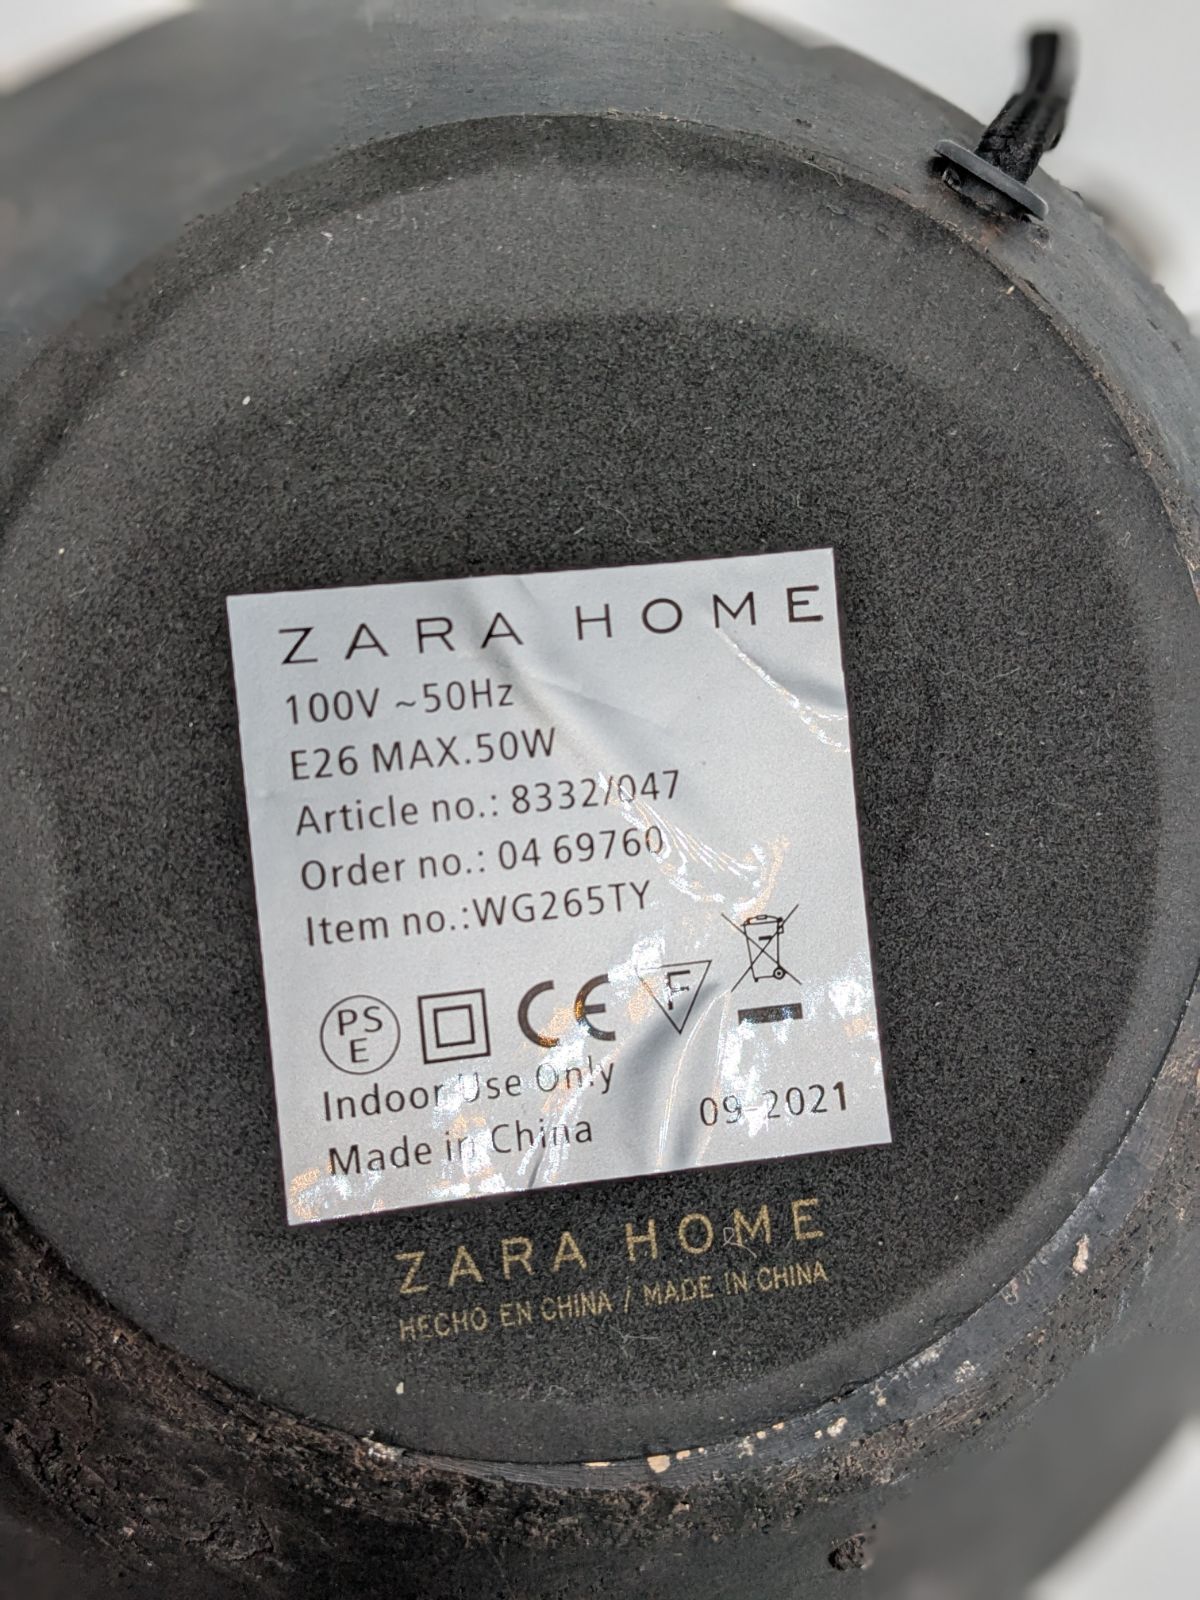 ZARA HOME
100V ~50Hz
E26 MAX.50W
Article no.: 8332/047
Order no.: 04 69760
Item no.:WG265TY
PS
E
CE
F
Indoor Use Only
Made in China
09-2021
ZARA HOME
HECHO EN CHINA / MADE IN CHINA